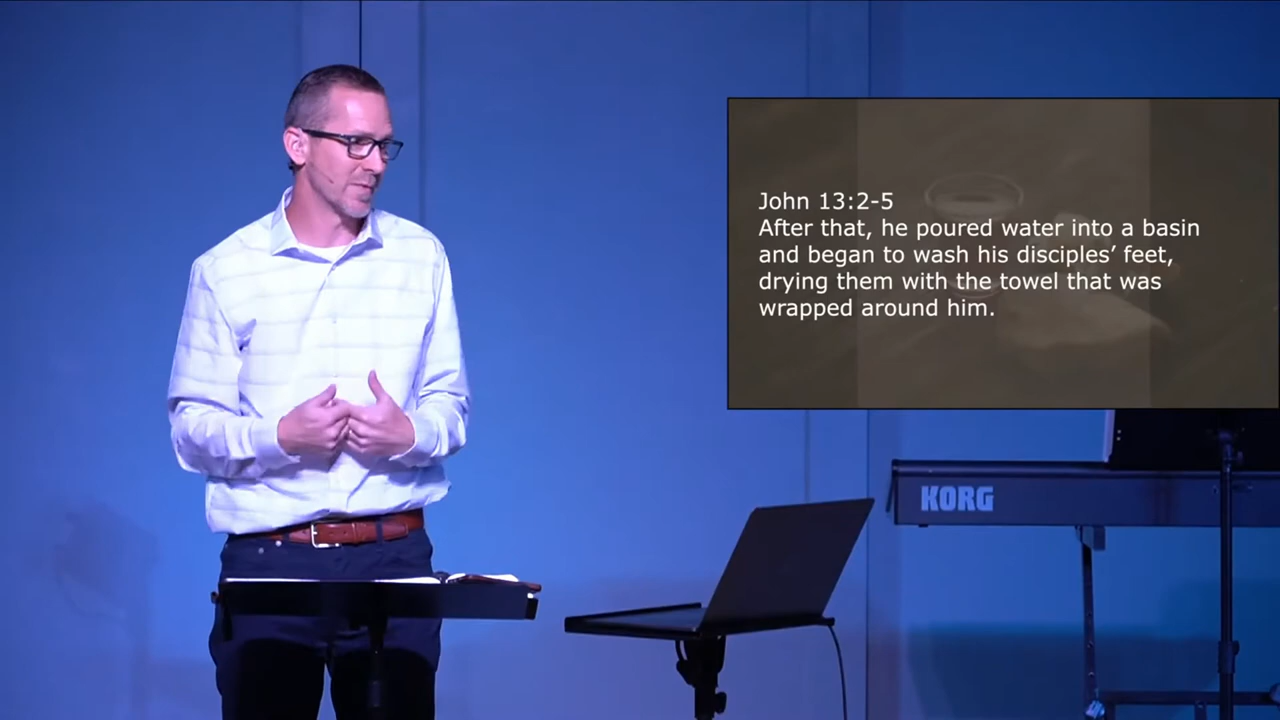 John 13:2-5
After that, he poured water into a basin
and began to wash his disciples’ feet,
drying them with the towel that was
wrapped around him.
KORG